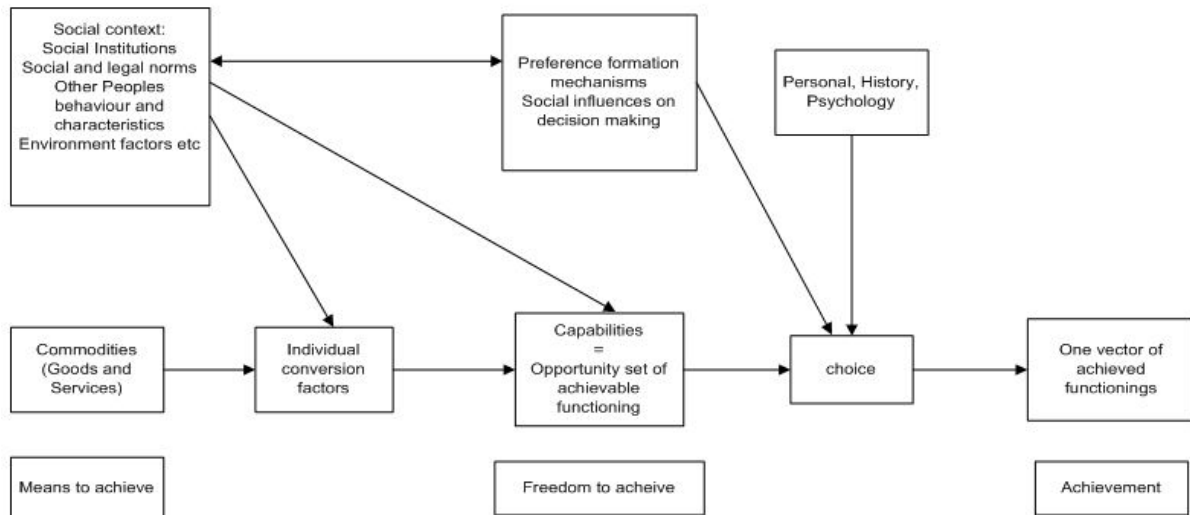 Social context:
Social Institutions
Social and legal norms
Other Peoples
behaviour and
characteristics
Environment factors etc
Preference formation
mechanisms
Social influences on
decision making
Personal, History,
Psychology
Commodities
(Goods and
Services)
Individual
conversion
factors
Capabilities
=
Opportunity set of
achievable
functioning
choice
One vector of
achieved
functionings
Means to achieve
Freedom to acheive
Achievement